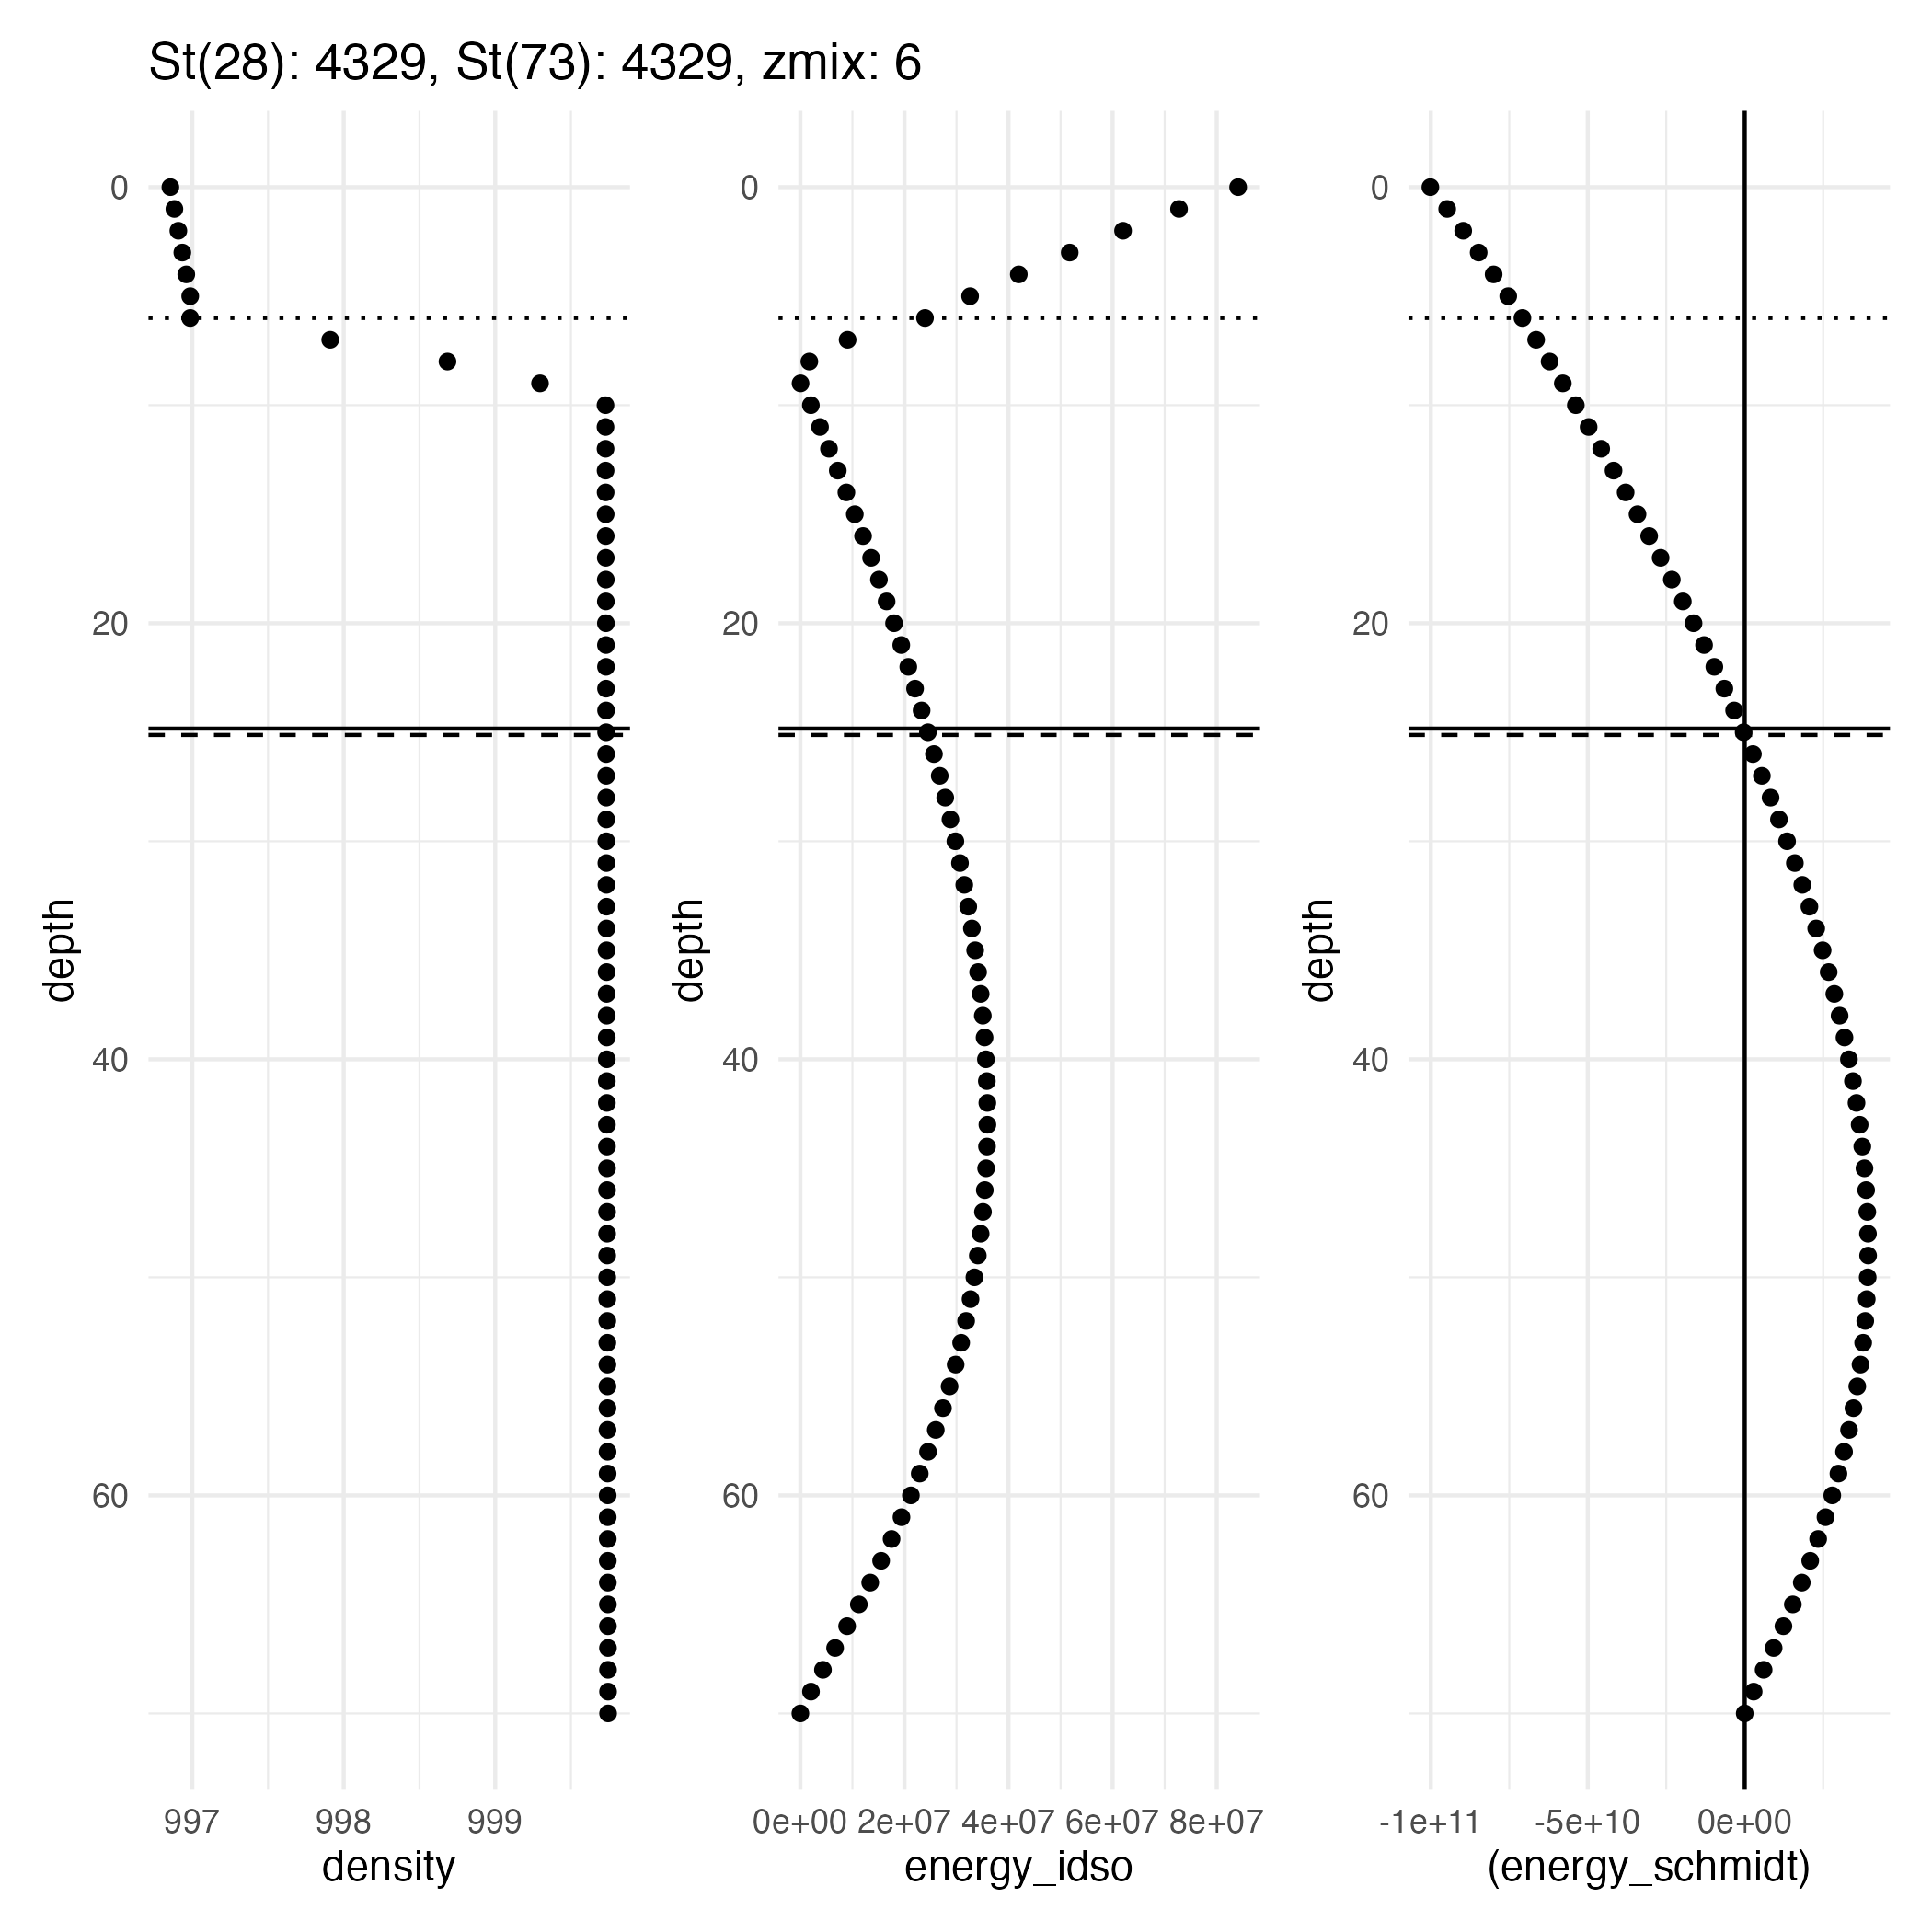 St(28): 4329, St(73): 4329, zmix: 6
0
20
40
60
depth
997 998 999
density
0
20
40
60
depth
0e+00 2e+07 4e+07 6e+07 8e+07
energy_idso
0
20
40
60
depth
-1e+11 -5e+10 0e+00
(energy_schmidt)